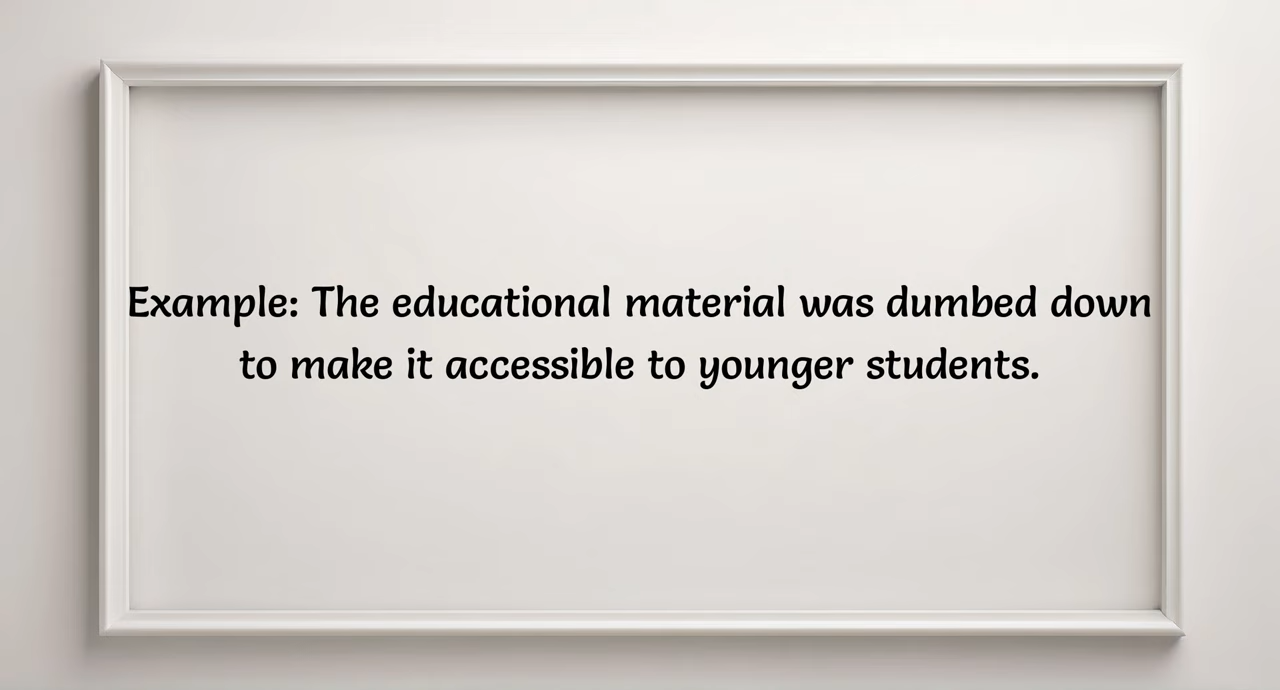 Example: The educational material was dumbed down
to make it accessible to younger students.